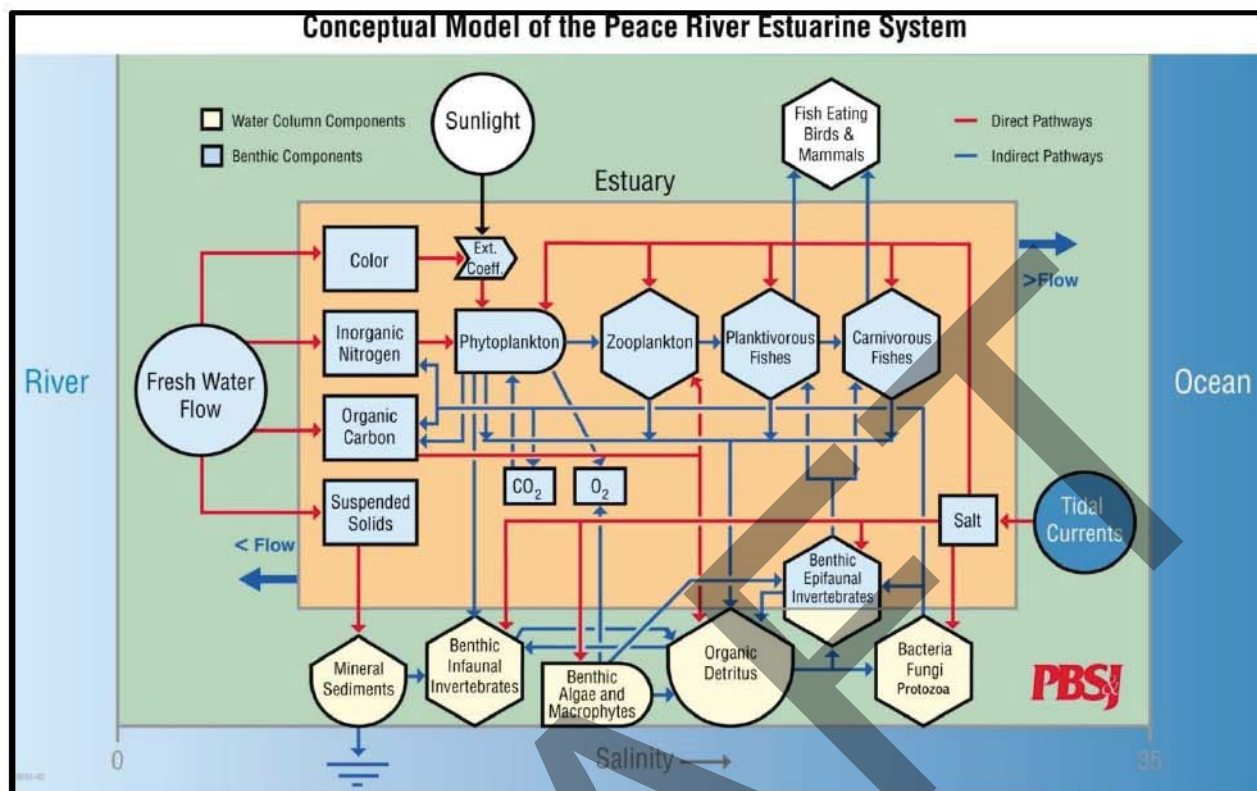 Conceptual Model of the Peace River Estuarine System
Water Column Components
Benthic Components
Sunlight
Fish Eating
Birds &
Mammals
Direct Pathways
Indirect Pathways
Estuary
Color
Ext.
Coeff.
>Flow
Inorganic
Nitrogen
Phytoplankton
Zooplankton
Planktivorous
Fishes
Carnivorous
Fishes
River
Fresh Water
Flow
Ocean
Organic
Carbon
CO2
O2
Suspended
Solids
Salt
Tidal
Currents
< Flow
Benthic
Epifaunal
Invertebrates
Mineral
Sediments
Benthic
Infaunal
Invertebrates
Benthic
Algae and
Macrophytes
Organic
Detritus
Bacteria
Fungi
Protozoa
PBS&J
0
Salinity
35